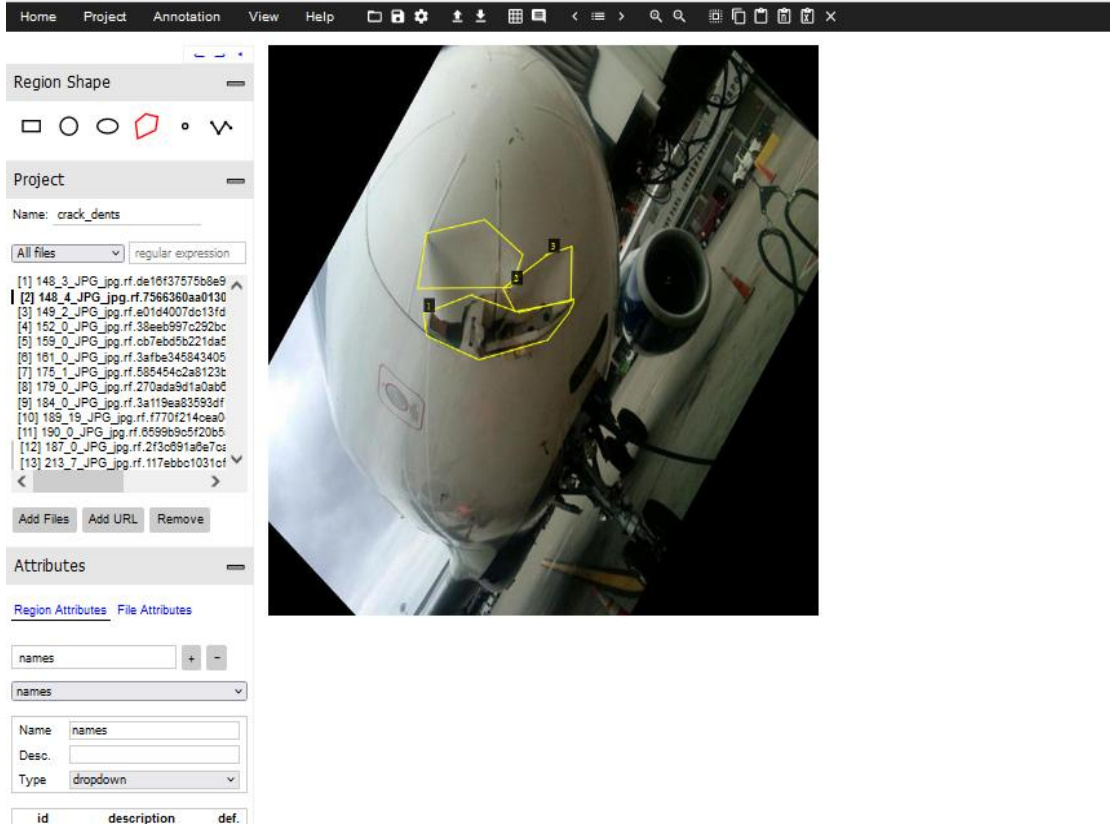 Home Project Annotation View Help
Region Shape
Project
Name: crack_dents
All files regular expression
[1] 148_3_JPG_jpg.rf.de16f37575b8e9
[2] 148_4_JPG_jpg.rf.7566360aa0130
[3] 149_2_JPG_jpg.rf.e01d4007dc13fd
[4] 152_0_JPG_jpg.rf.38eeb997c292bc
[5] 159_0_JPG_jpg.rf.cb7ebd5b221da5
[6] 161_0_JPG_jpg.rf.3afbe345843405
[7] 175_1_JPG_jpg.rf.585454c2a8123b
[8] 179_0_JPG_jpg.rf.270ada9d1a0ab6
[9] 184_0_JPG_jpg.rf.3a119ea83593df
[10] 189_19_JPG_jpg.rf.f770f214cea0
[11] 190_0_JPG_jpg.rf.6599b9c5f20b5
[12] 187_0_JPG_jpg.rf.2f3c691a6e7ca
[13] 213_7_JPG_jpg.rf.117ebbc1031cf
Add Files Add URL Remove
Attributes
Region Attributes File Attributes
names + -
names
Name names
Desc.
Type dropdown
id description def.
3
2
1